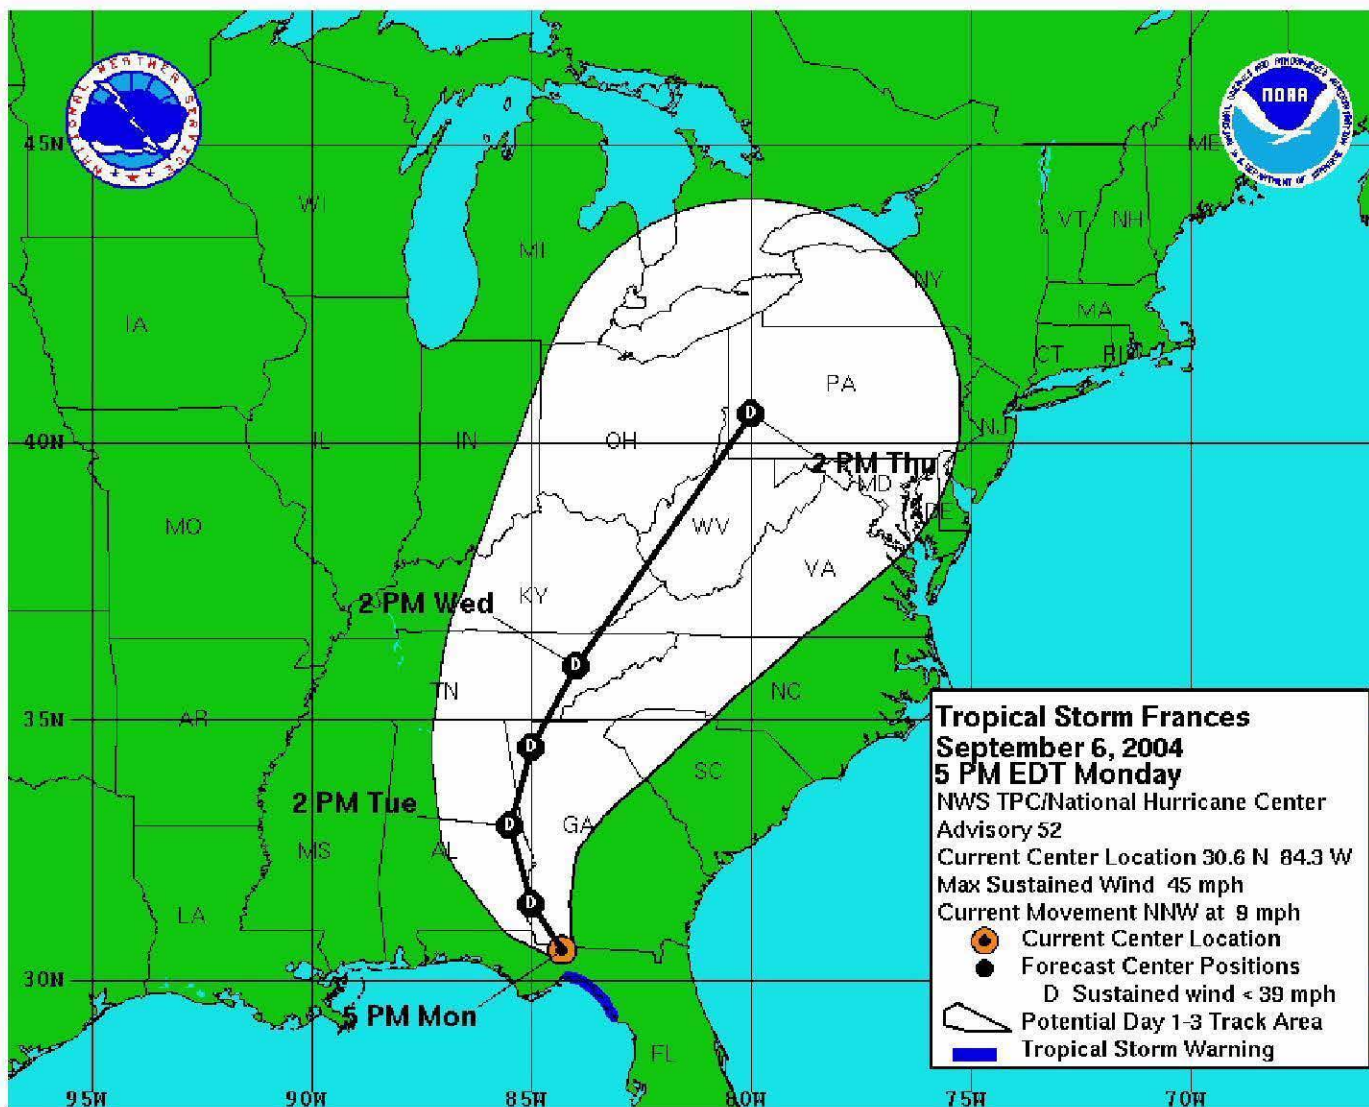 NATIONAL WEATHER SERVICE
NOAA
45N
ME
WI
VT
NH
MI
NY
IA
MA
CT
RI
PA
IL
IN
OH
NJ
40N
2 PM Thu
MD
DE
MO
WV
VA
KY
2 PM Wed
TN
NC
35N
AR
SC
2 PM Tue
GA
MS
AL
LA
30N
5 PM Mon
FL
Tropical Storm Frances
September 6, 2004
5 PM EDT Monday
NWS TPC/National Hurricane Center
Advisory 52
Current Center Location 30.6 N 84.3 W
Max Sustained Wind 45 mph
Current Movement NNW at 9 mph
Current Center Location
Forecast Center Positions
D Sustained wind < 39 mph
Potential Day 1-3 Track Area
Tropical Storm Warning
D
D
D
D
D
95W
90W
85W
80W
75W
70W